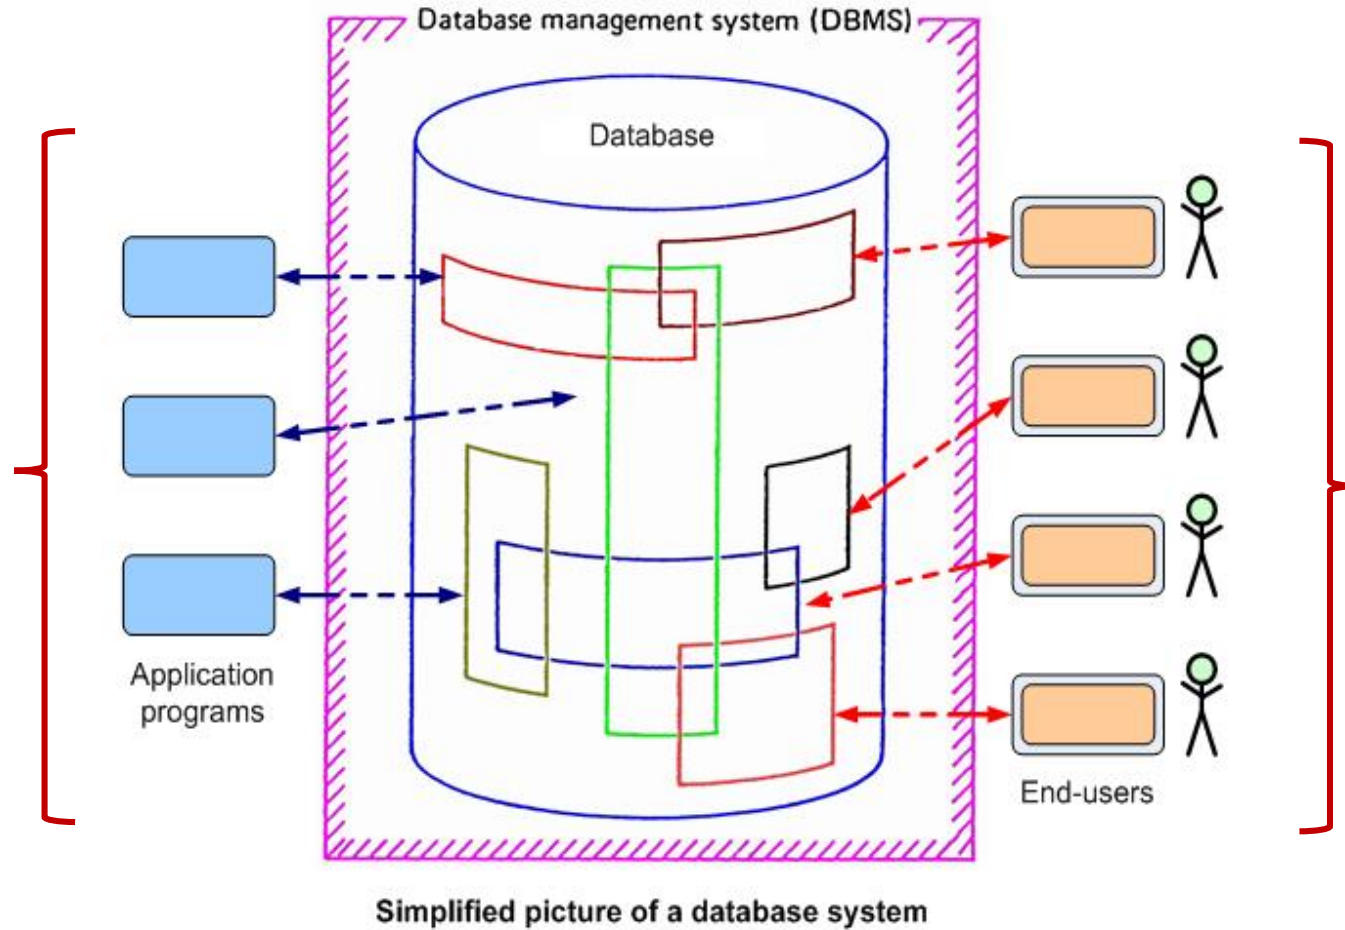 Database management system (DBMS)
Database
Application
programs
End-users
Simplified picture of a database system